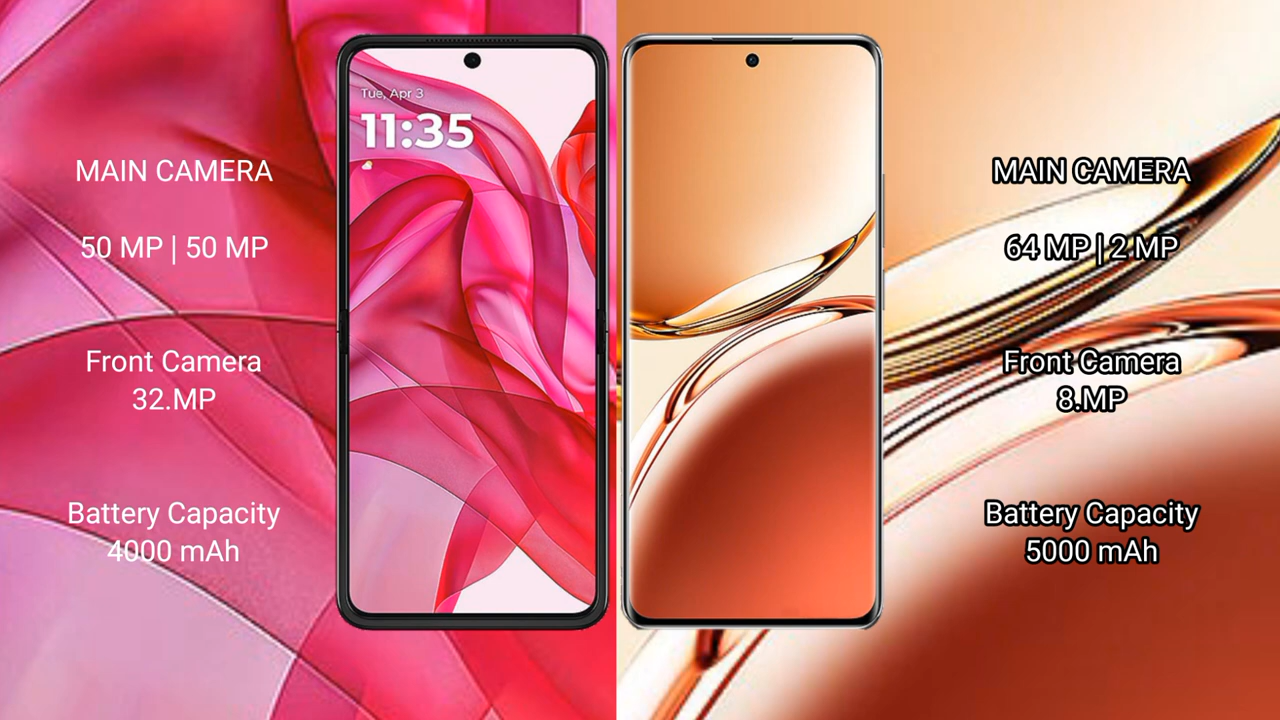 MAIN CAMERA
50 MP | 50 MP
Front Camera
32.MP
Battery Capacity
4000 mAh
Tue, Apr 3
11:35
MAIN CAMERA
64 MP | 2 MP
Front Camera
8.MP
Battery Capacity
5000 mAh